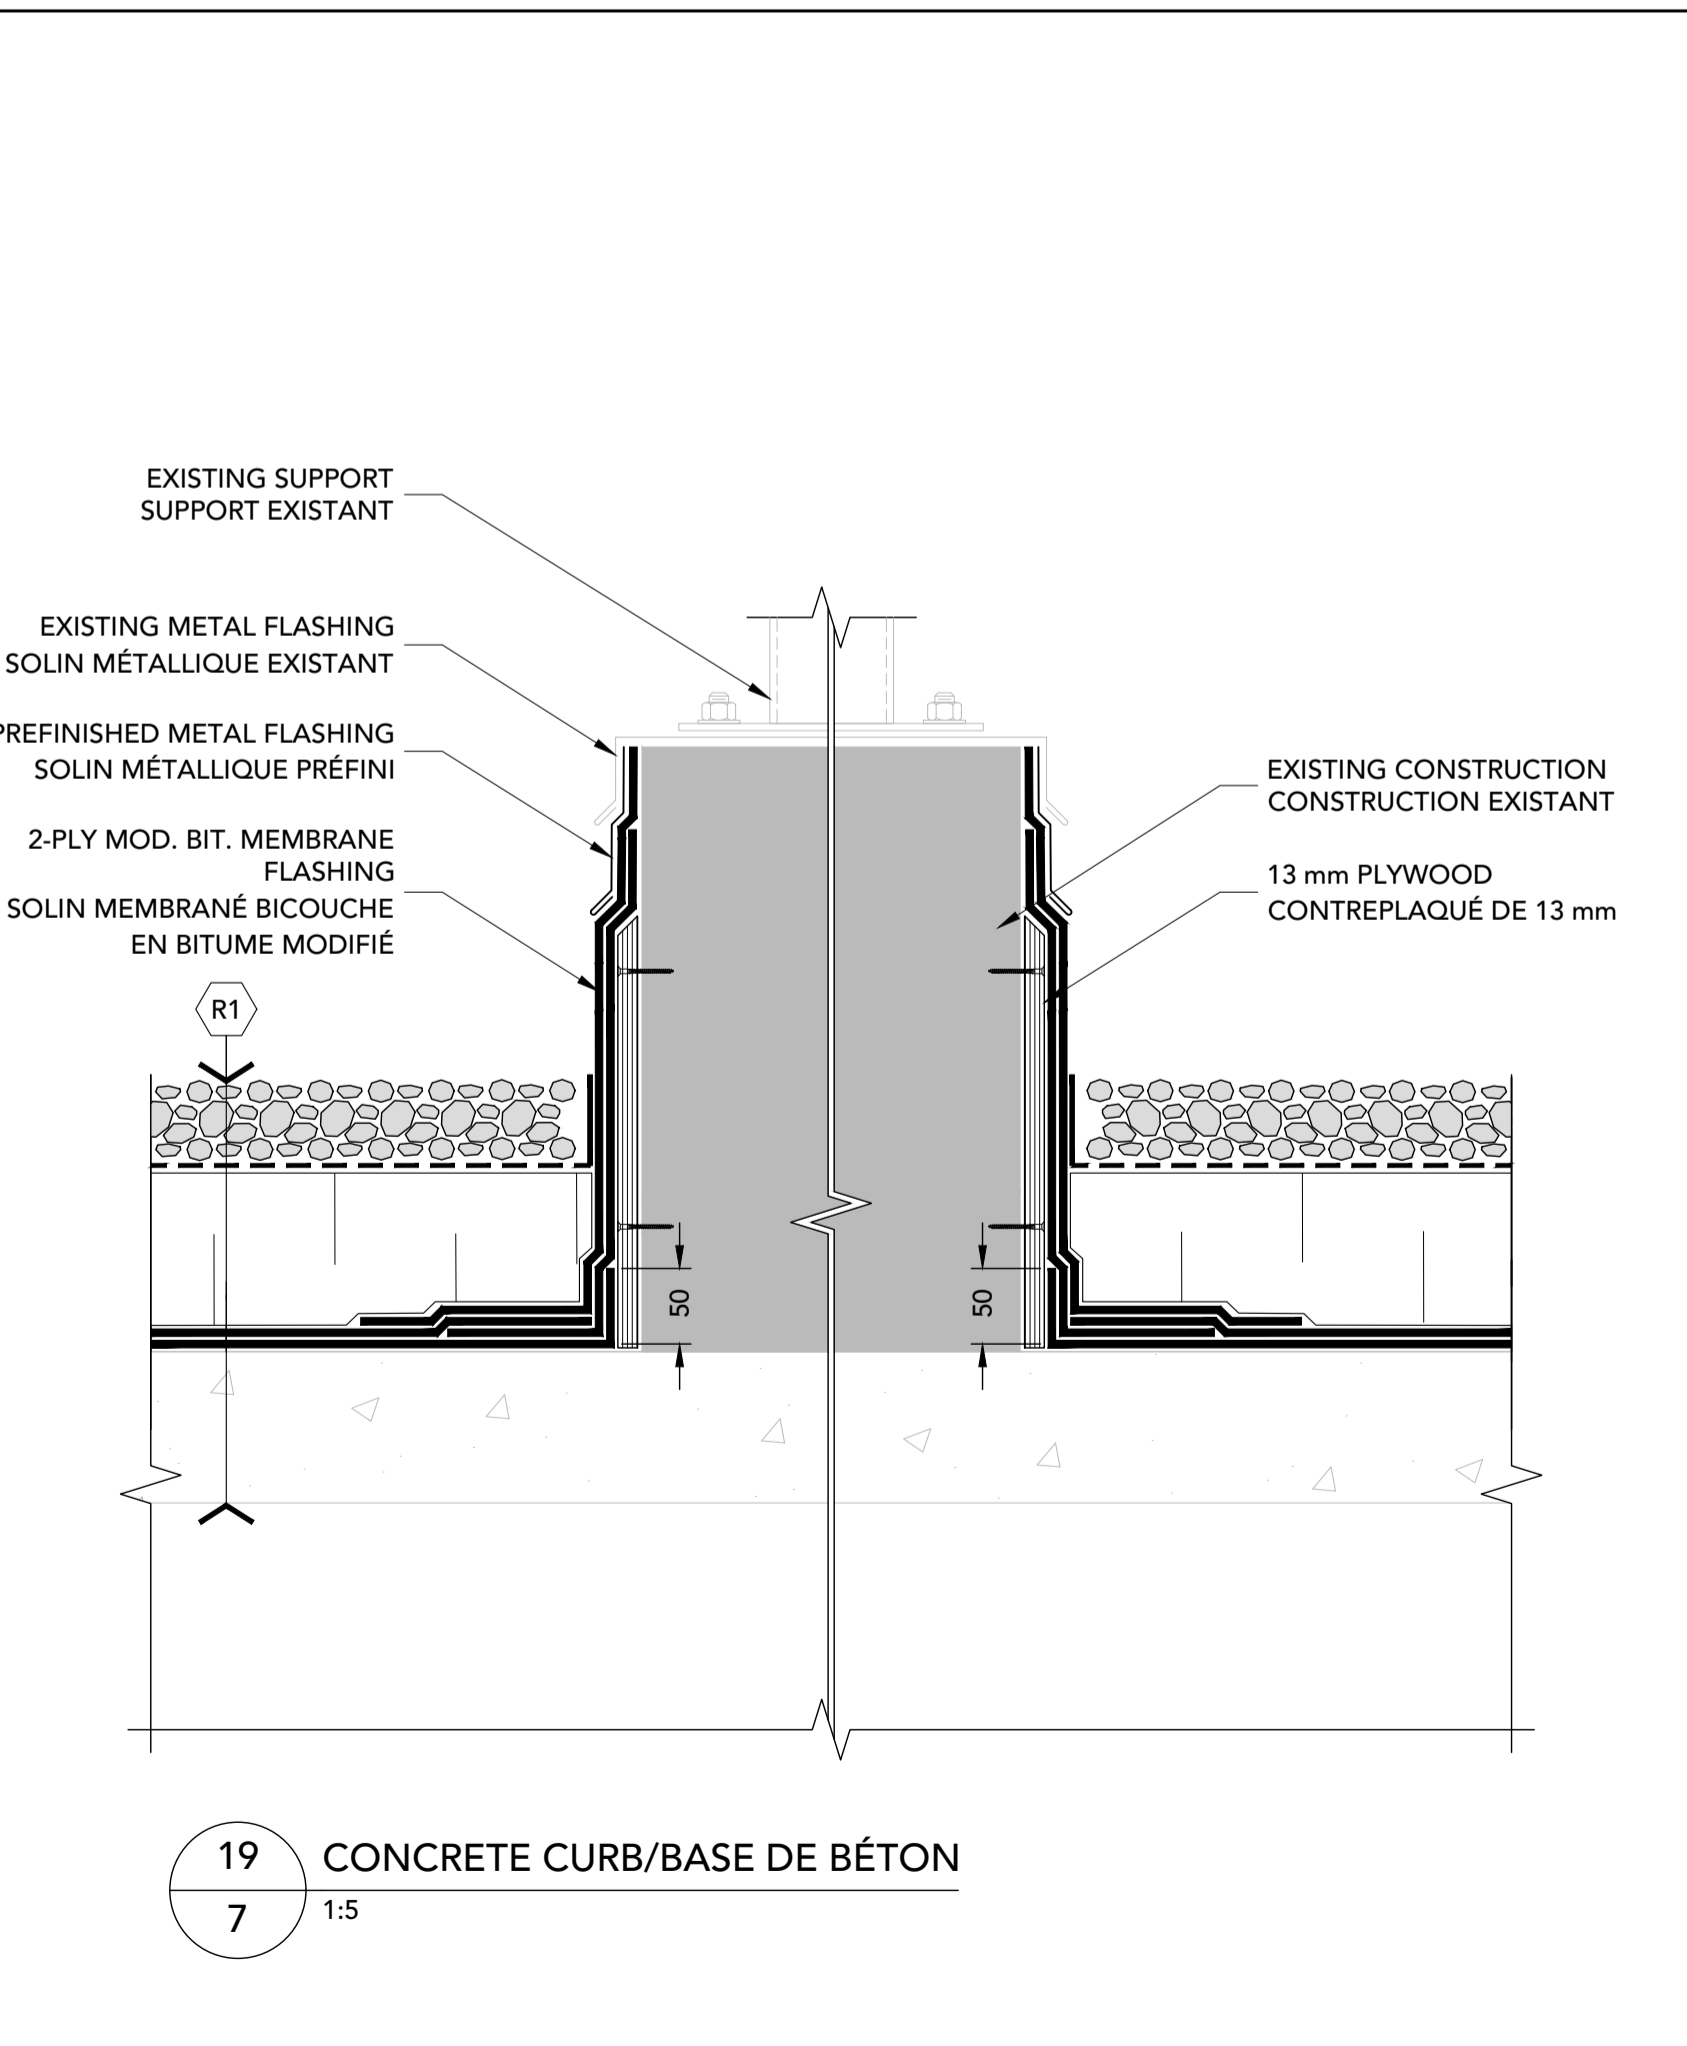 EXISTING SUPPORT
SUPPORT EXISTANT
EXISTING METAL FLASHING
SOLIN MÉTALLIQUE EXISTANT
PREFINISHED METAL FLASHING
SOLIN MÉTALLIQUE PRÉFINI
2-PLY MOD. BIT. MEMBRANE
FLASHING
SOLIN MEMBRANÉ BICOUCHE
EN BITUME MODIFIÉ
R1
EXISTING CONSTRUCTION
CONSTRUCTION EXISTANT
13 mm PLYWOOD
CONTREPLAQUÉ DE 13 mm
50
50
19
7
CONCRETE CURB/BASE DE BÉTON
1:5